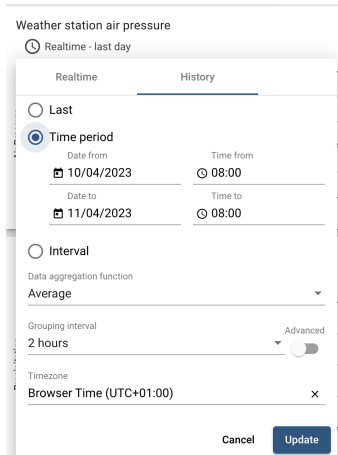 Weather station air pressure
Realtime - last day
Realtime History
Last
Time period
Date from Time from
10/04/2023 08:00
Date to Time to
11/04/2023 08:00
Interval
Data aggregation function
Average
Grouping interval Advanced
2 hours
Timezone
Browser Time (UTC+01:00)
Cancel Update